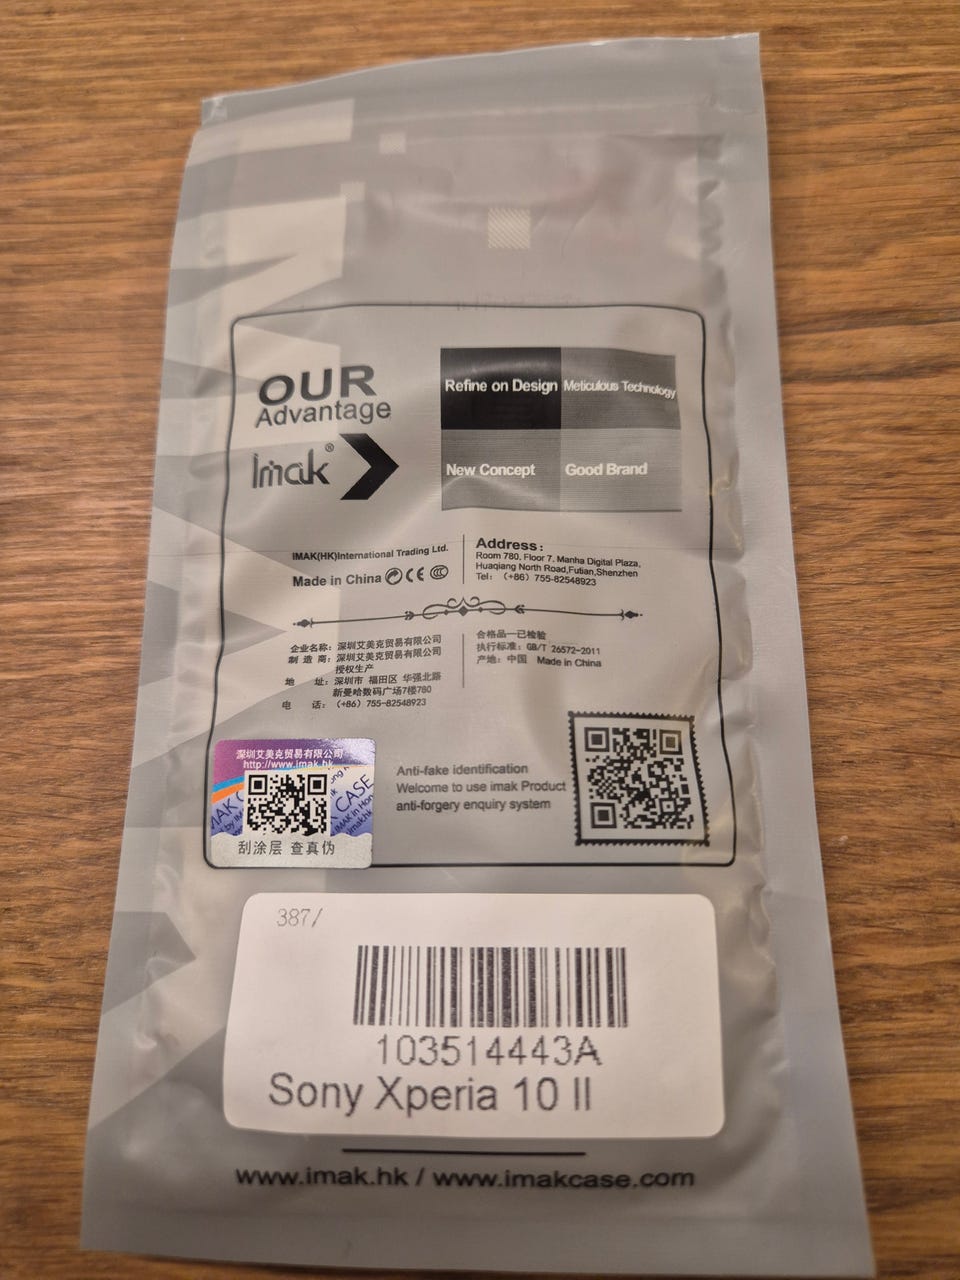 OUR
Advantage
Imak®
Refine on Design
Meticulous Technology
New Concept
Good Brand
IMAK(HK)International Trading Ltd.
Made in China
Address:
Room 780, Floor 7, Manha Digital Plaza,
Huaqiang North Road,Futian,Shenzhen
Tel: (+86) 755-82548923
企业名称: 深圳艾美克贸易有限公司
制 造 商: 深圳艾美克贸易有限公司
授权生产
地 址: 深圳市 福田区 华强北路
新曼哈数码广场7楼780
电 话: (+86) 755-82548923
合格品一已检验
执行标准: GB/T 26572-2011
产地: 中国 Made in China
深圳艾美克贸易有限公司
http://www.imak.hk
刮涂层 查真伪
Anti-fake identification
Welcome to use imak Product
anti-forgery enquiry system
387/
103514443A
Sony Xperia 10 II
www.imak.hk / www.imakcase.com